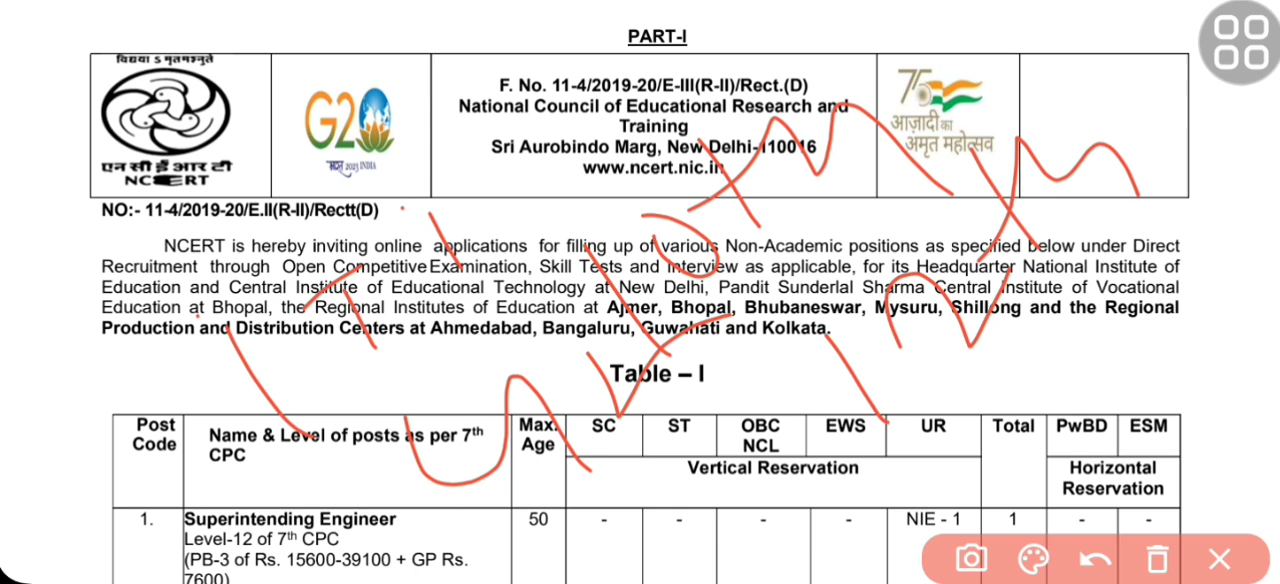 PART-I
विद्यया ऽ मृतमश्नुते
एन सी ई आर टी
NCERT
G20
भारत 2023 INDIA
F. No. 11-4/2019-20/E-III(R-II)/Rect.(D)
National Council of Educational Research and
Training
Sri Aurobindo Marg, New Delhi-110016
www.ncert.nic.in
75
आज़ादी का
अमृत महोत्सव
NO:- 11-4/2019-20/E.II(R-II)/Rectt(D)
NCERT is hereby inviting online applications for filling up of various Non-Academic positions as specified below under Direct
Recruitment through Open Competitive Examination, Skill Tests and Interview as applicable, for its Headquarter National Institute of
Education and Central Institute of Educational Technology at New Delhi, Pandit Sunderlal Sharma Central Institute of Vocational
Education at Bhopal, the Regional Institutes of Education at Ajmer, Bhopal, Bhubaneswar, Mysuru, Shillong and the Regional
Production and Distribution Centers at Ahmedabad, Bangaluru, Guwahati and Kolkata.
Table – I
Post Code Name & Level of posts as per 7th CPC Max. Age SC ST OBC NCL EWS UR Total PwBD ESM
Vertical Reservation Horizontal Reservation
1. Superintending Engineer 50 - - - - NIE - 1 1 - -
Level-12 of 7th CPC
(PB-3 of Rs. 15600-39100 + GP Rs.
7600)